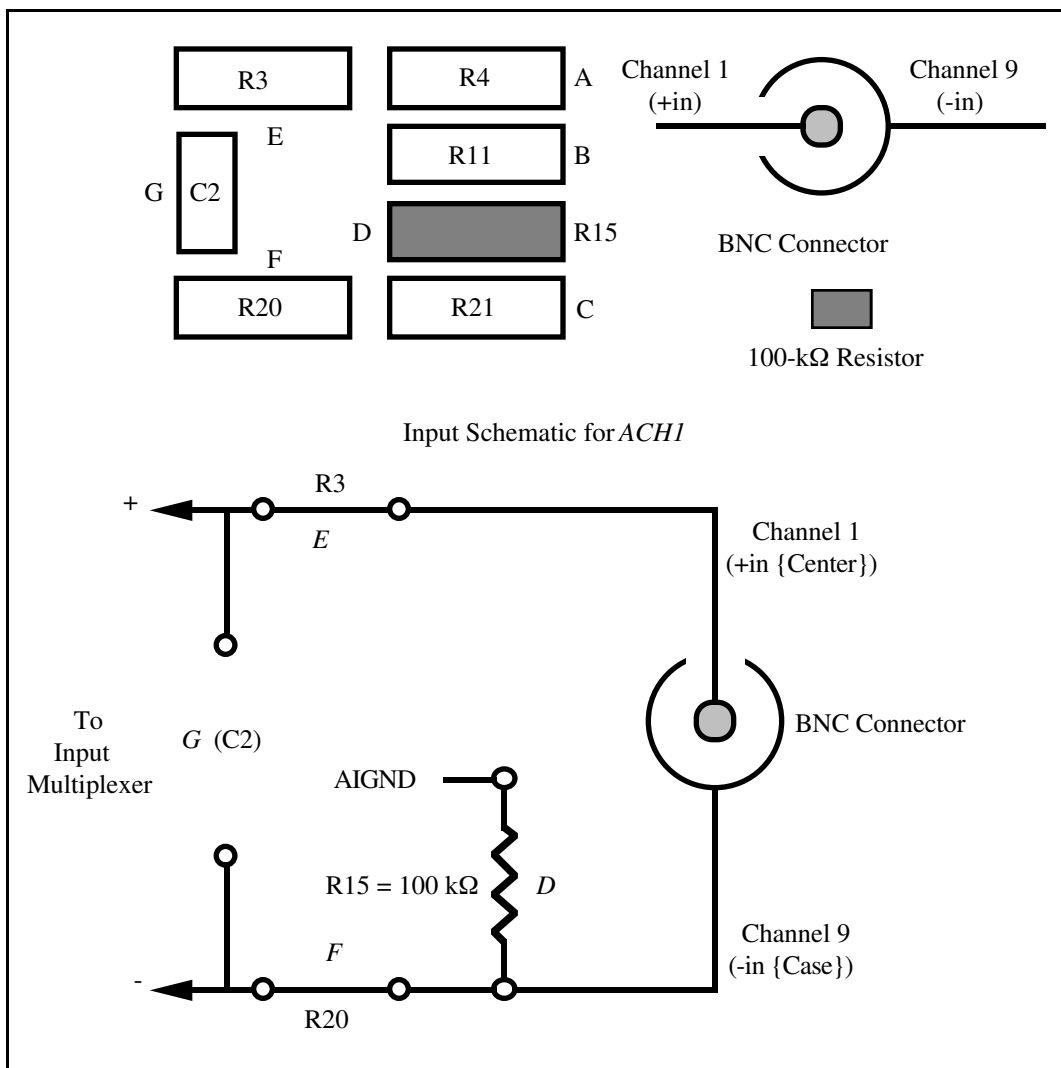 R3
R4
A
E
R11
B
G
C2
D
R15
F
R20
R21
C
Channel 1
(+in)
Channel 9
(-in)
BNC Connector
100-kΩ Resistor
Input Schematic for ACH1
+
R3
E
Channel 1
(+in {Center})
To
Input
Multiplexer
G (C2)
BNC Connector
AIGND
R15 = 100 kΩ
D
F
Channel 9
(-in {Case})
-
R20